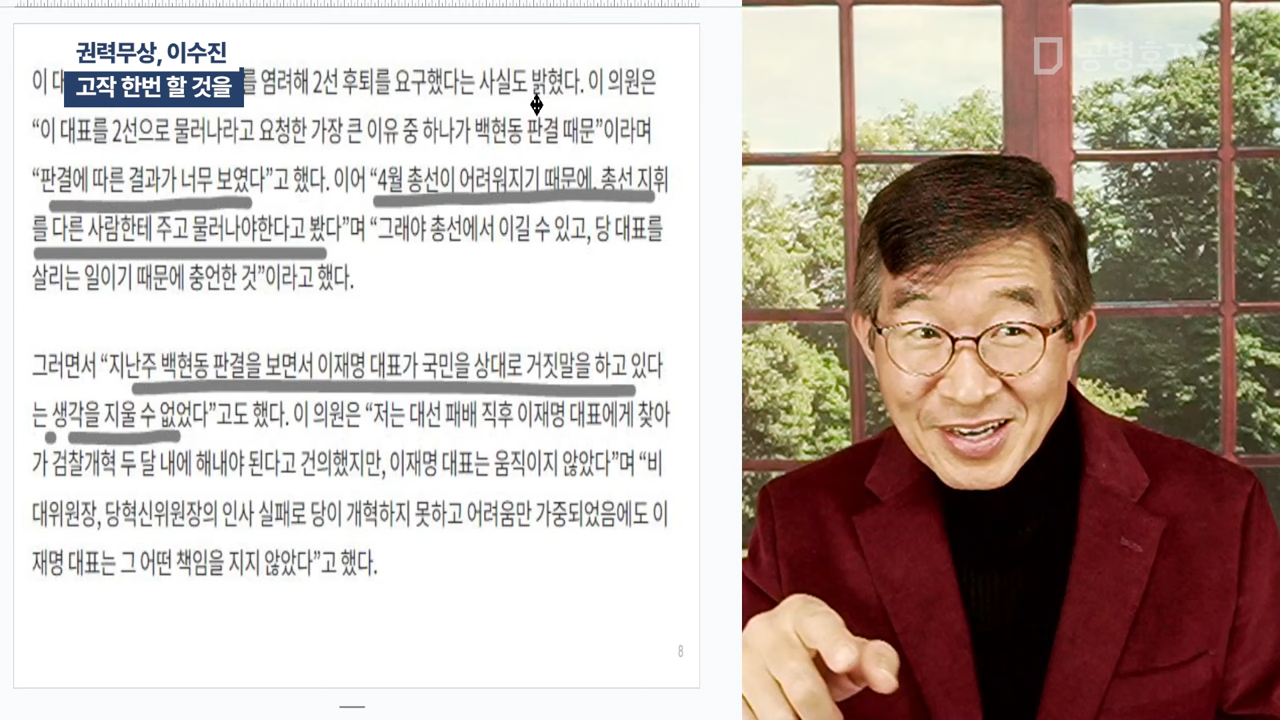 권력무상, 이수진
고작 한번 할 것을
이 대 를 염려해 2선 후퇴를 요구했다는 사실도 밝혔다. 이 의원은
“이 대표를 2선으로 물러나라고 요청한 가장 큰 이유 중 하나가 백현동 판결 때문”이라며
“판결에 따른 결과가 너무 보였다”고 했다. 이어 “4월 총선이 어려워지기 때문에, 총선 지휘
를 다른 사람한테 주고 물러나야한다고 봤다”며 “그래야 총선에서 이길 수 있고, 당 대표를
살리는 일이기 때문에 충언한 것”이라고 했다.
그러면서 “지난주 백현동 판결을 보면서 이재명 대표가 국민을 상대로 거짓말을 하고 있다
는 생각을 지울 수 없었다”고도 했다. 이 의원은 “저는 대선 패배 직후 이재명 대표에게 찾아
가 검찰개혁 두 달 내에 해내야 된다고 건의했지만, 이재명 대표는 움직이지 않았다”며 “비
대위원장, 당혁신위원장의 인사 실패로 당이 개혁하지 못하고 어려움만 가중되었음에도 이
재명 대표는 그 어떤 책임을 지지 않았다”고 했다.
8
공병호TV